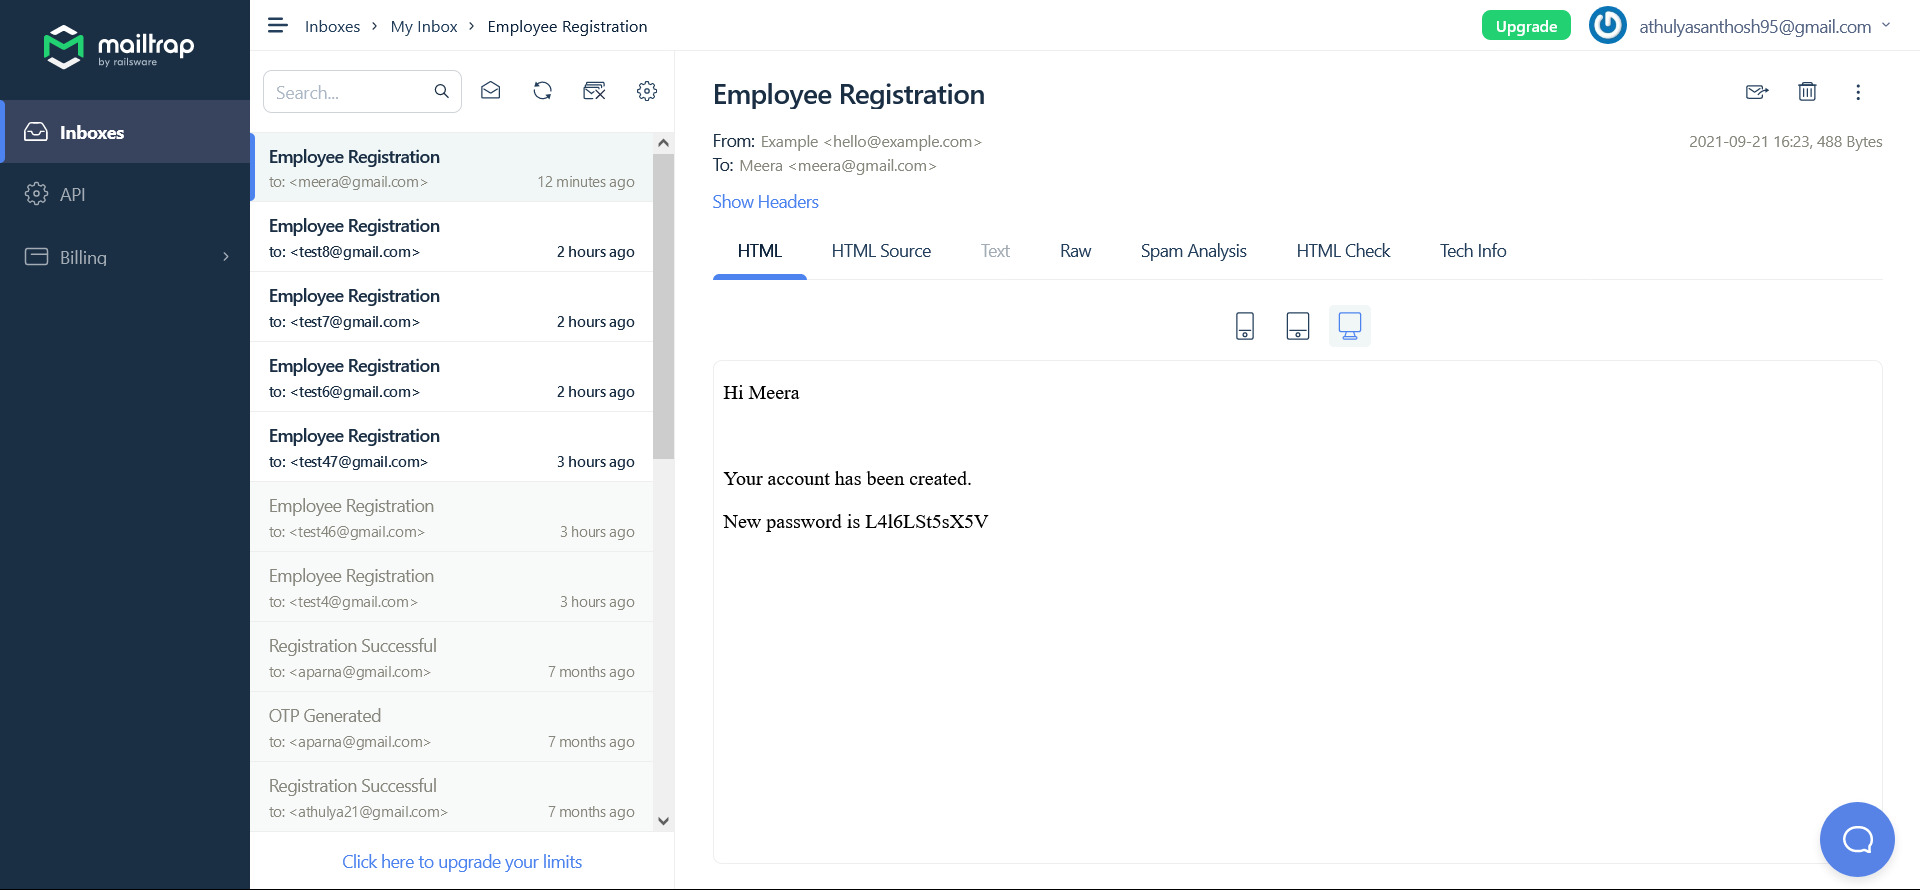 mailtrap
by railsware
Inboxes
API
Billing
Inboxes > My Inbox > Employee Registration
Upgrade
athulyasanthosh95@gmail.com
Search...
Employee Registration
to: <meera@gmail.com> 12 minutes ago
Employee Registration
to: <test8@gmail.com> 2 hours ago
Employee Registration
to: <test7@gmail.com> 2 hours ago
Employee Registration
to: <test6@gmail.com> 2 hours ago
Employee Registration
to: <test47@gmail.com> 3 hours ago
Employee Registration
to: <test46@gmail.com> 3 hours ago
Employee Registration
to: <test4@gmail.com> 3 hours ago
Registration Successful
to: <aparna@gmail.com> 7 months ago
OTP Generated
to: <aparna@gmail.com> 7 months ago
Registration Successful
to: <athulya21@gmail.com> 7 months ago
Click here to upgrade your limits
Employee Registration
From: Example <hello@example.com> 2021-09-21 16:23, 488 Bytes
To: Meera <meera@gmail.com>
Show Headers
HTML HTML Source Text Raw Spam Analysis HTML Check Tech Info
Hi Meera
Your account has been created.
New password is L4l6LSt5sX5V